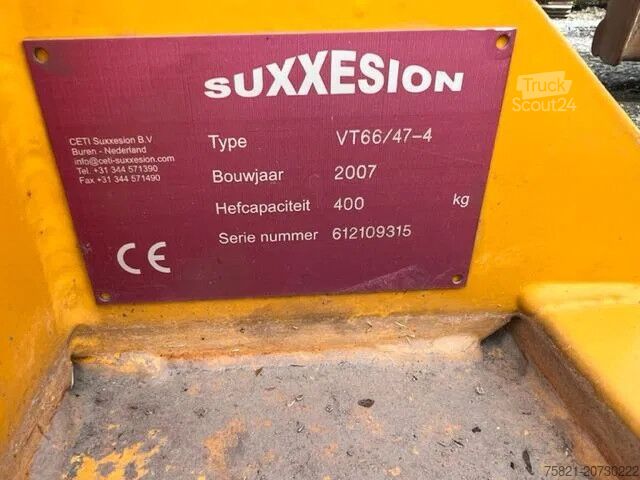 SUXXESION
Truck
Scout24
CETI Suxxesion B.V
Buren - Nederland
info@ceti-suxxesion.com
Tel. +31 344 571390
Fax +31 344 571490
Type VT66/47-4
Bouwjaar 2007
Hefcapaciteit 400 kg
Serie nummer 612109315
CE
75821-20730222